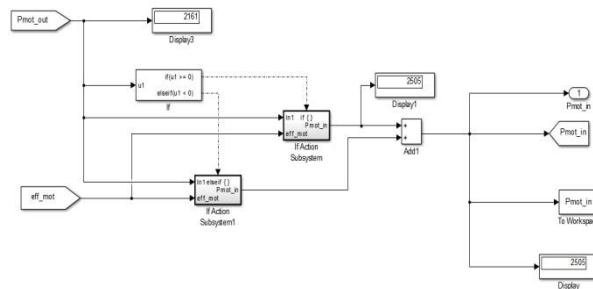 Pmot_out
2161
Display3
u1
if(u1 >= 0)
elseif(u1 < 0)
If
2505
Display1
In1
if { }
Pmot_in
eff_mot
If Action
Subsystem
+
+
Add1
1
Pmot_in
Pmot_in
eff_mot
In1
elseif { }
Pmot_in
eff_mot
If Action
Subsystem1
Pmot_in
To Workspac
2505
Display